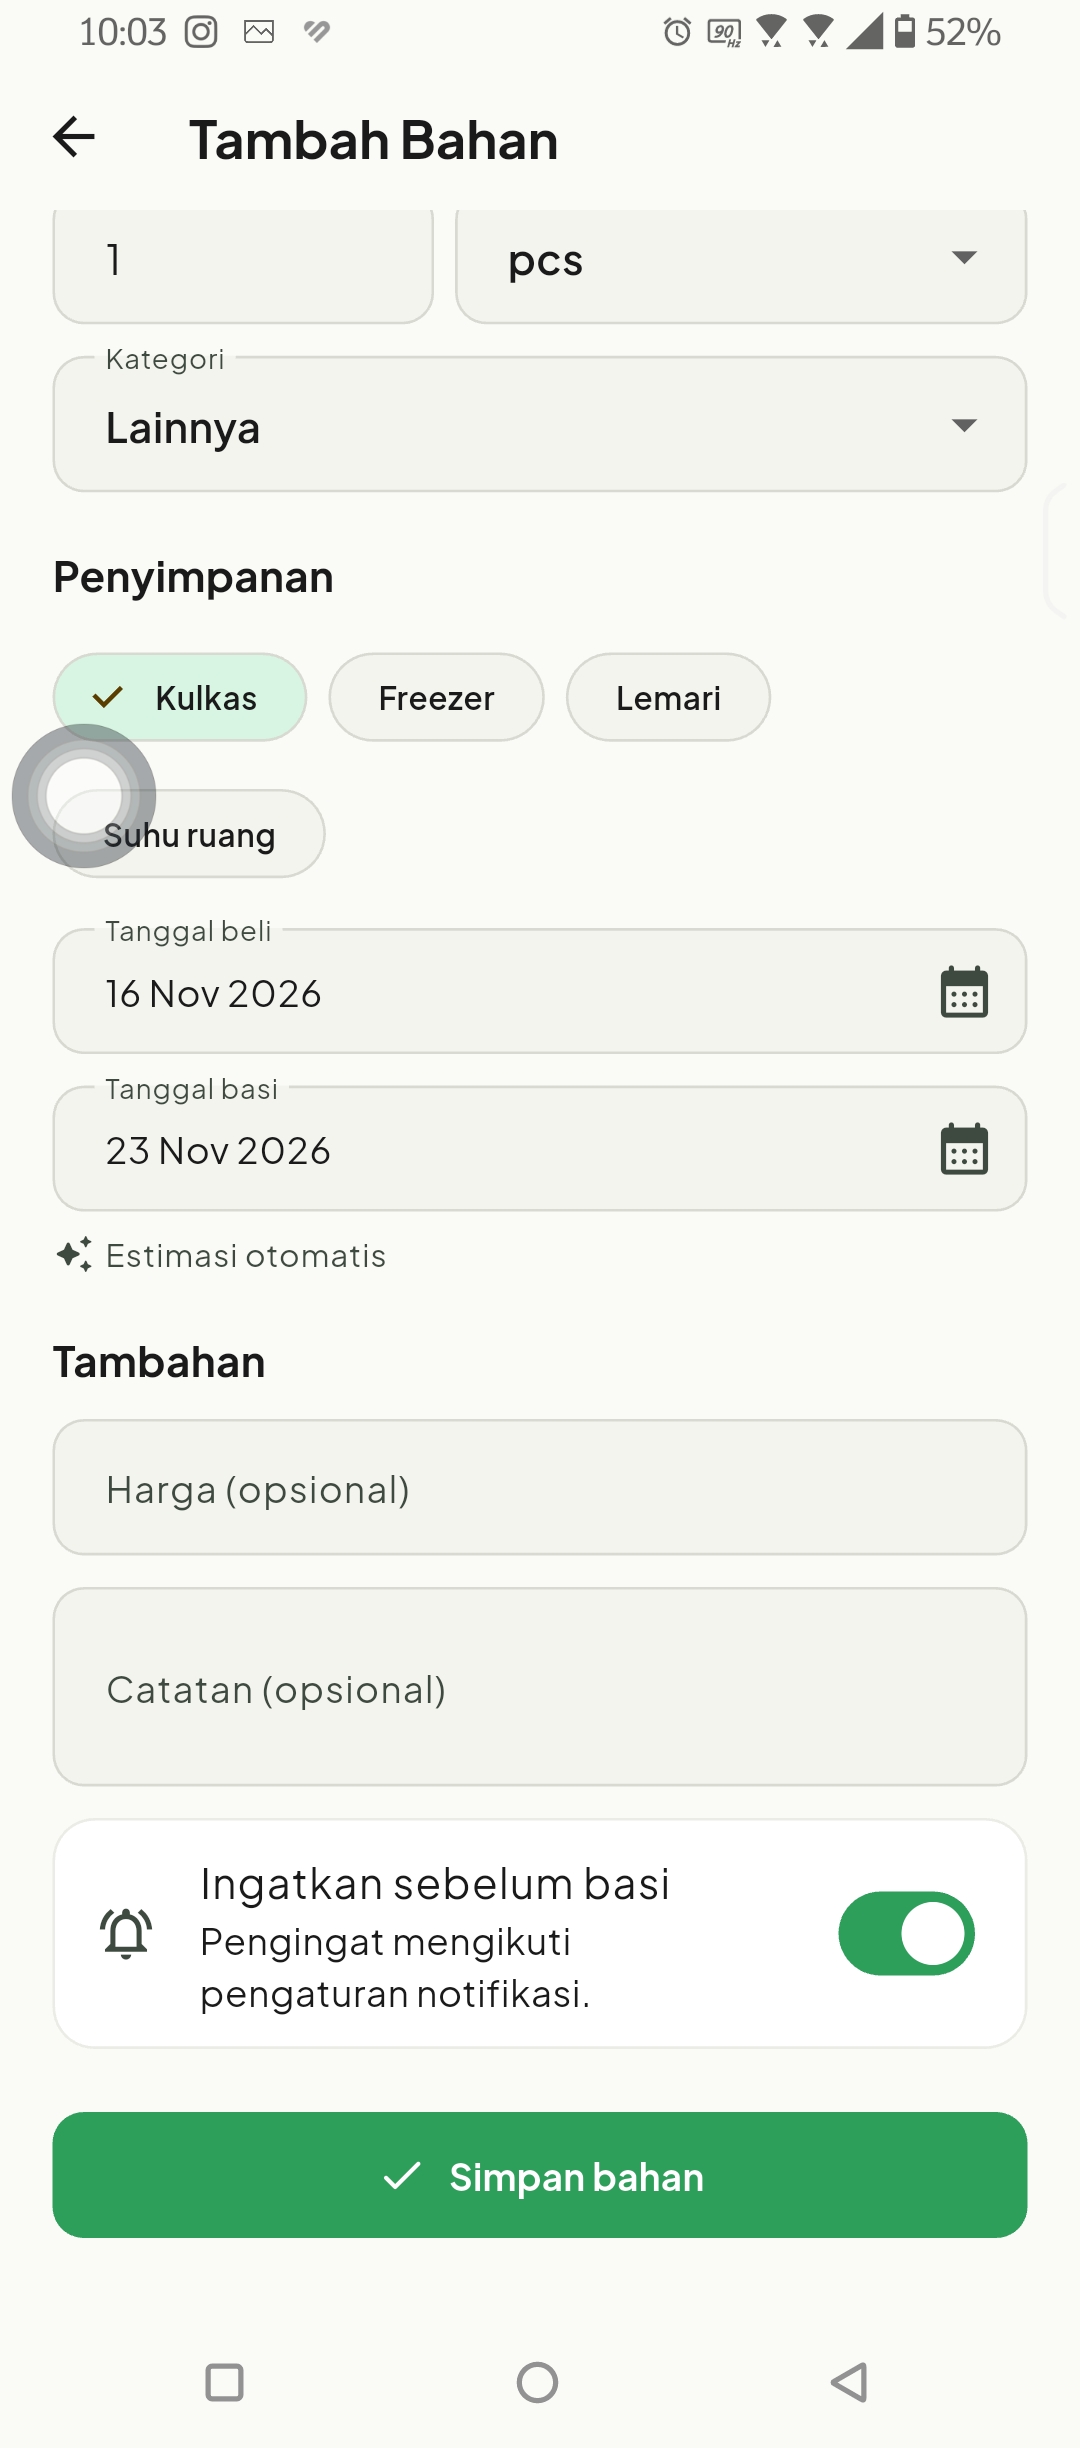 10:03 90Hz 52%
Tambah Bahan
1 pcs
Kategori
Lainnya
Penyimpanan
Kulkas Freezer Lemari
Suhu ruang
Tanggal beli
16 Nov 2026
Tanggal basi
23 Nov 2026
Estimasi otomatis
Tambahan
Harga (opsional)
Catatan (opsional)
Ingatkan sebelum basi
Pengingat mengikuti
pengaturan notifikasi.
Simpan bahan